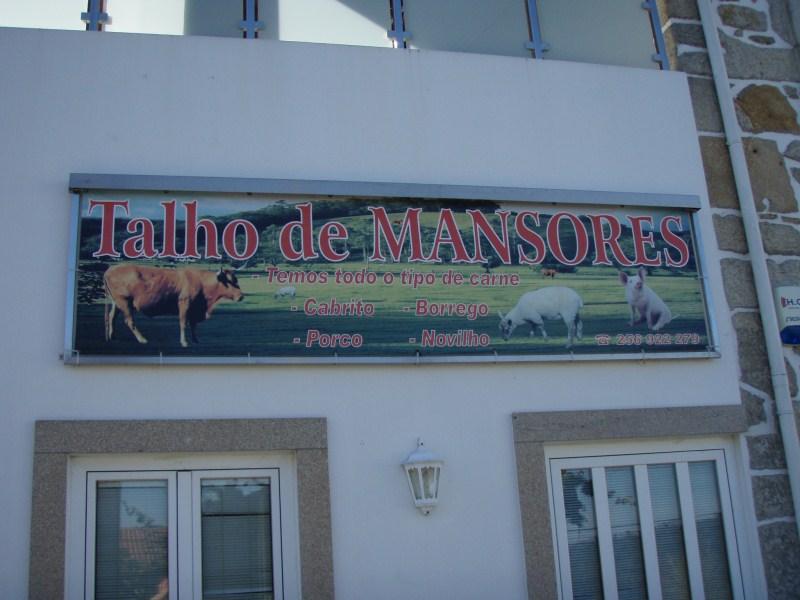 Talho de MANSORES
- Temos todo o tipo de carne
- Cabrito - Borrego
- Porco - Novilho
☎ 256 922 279